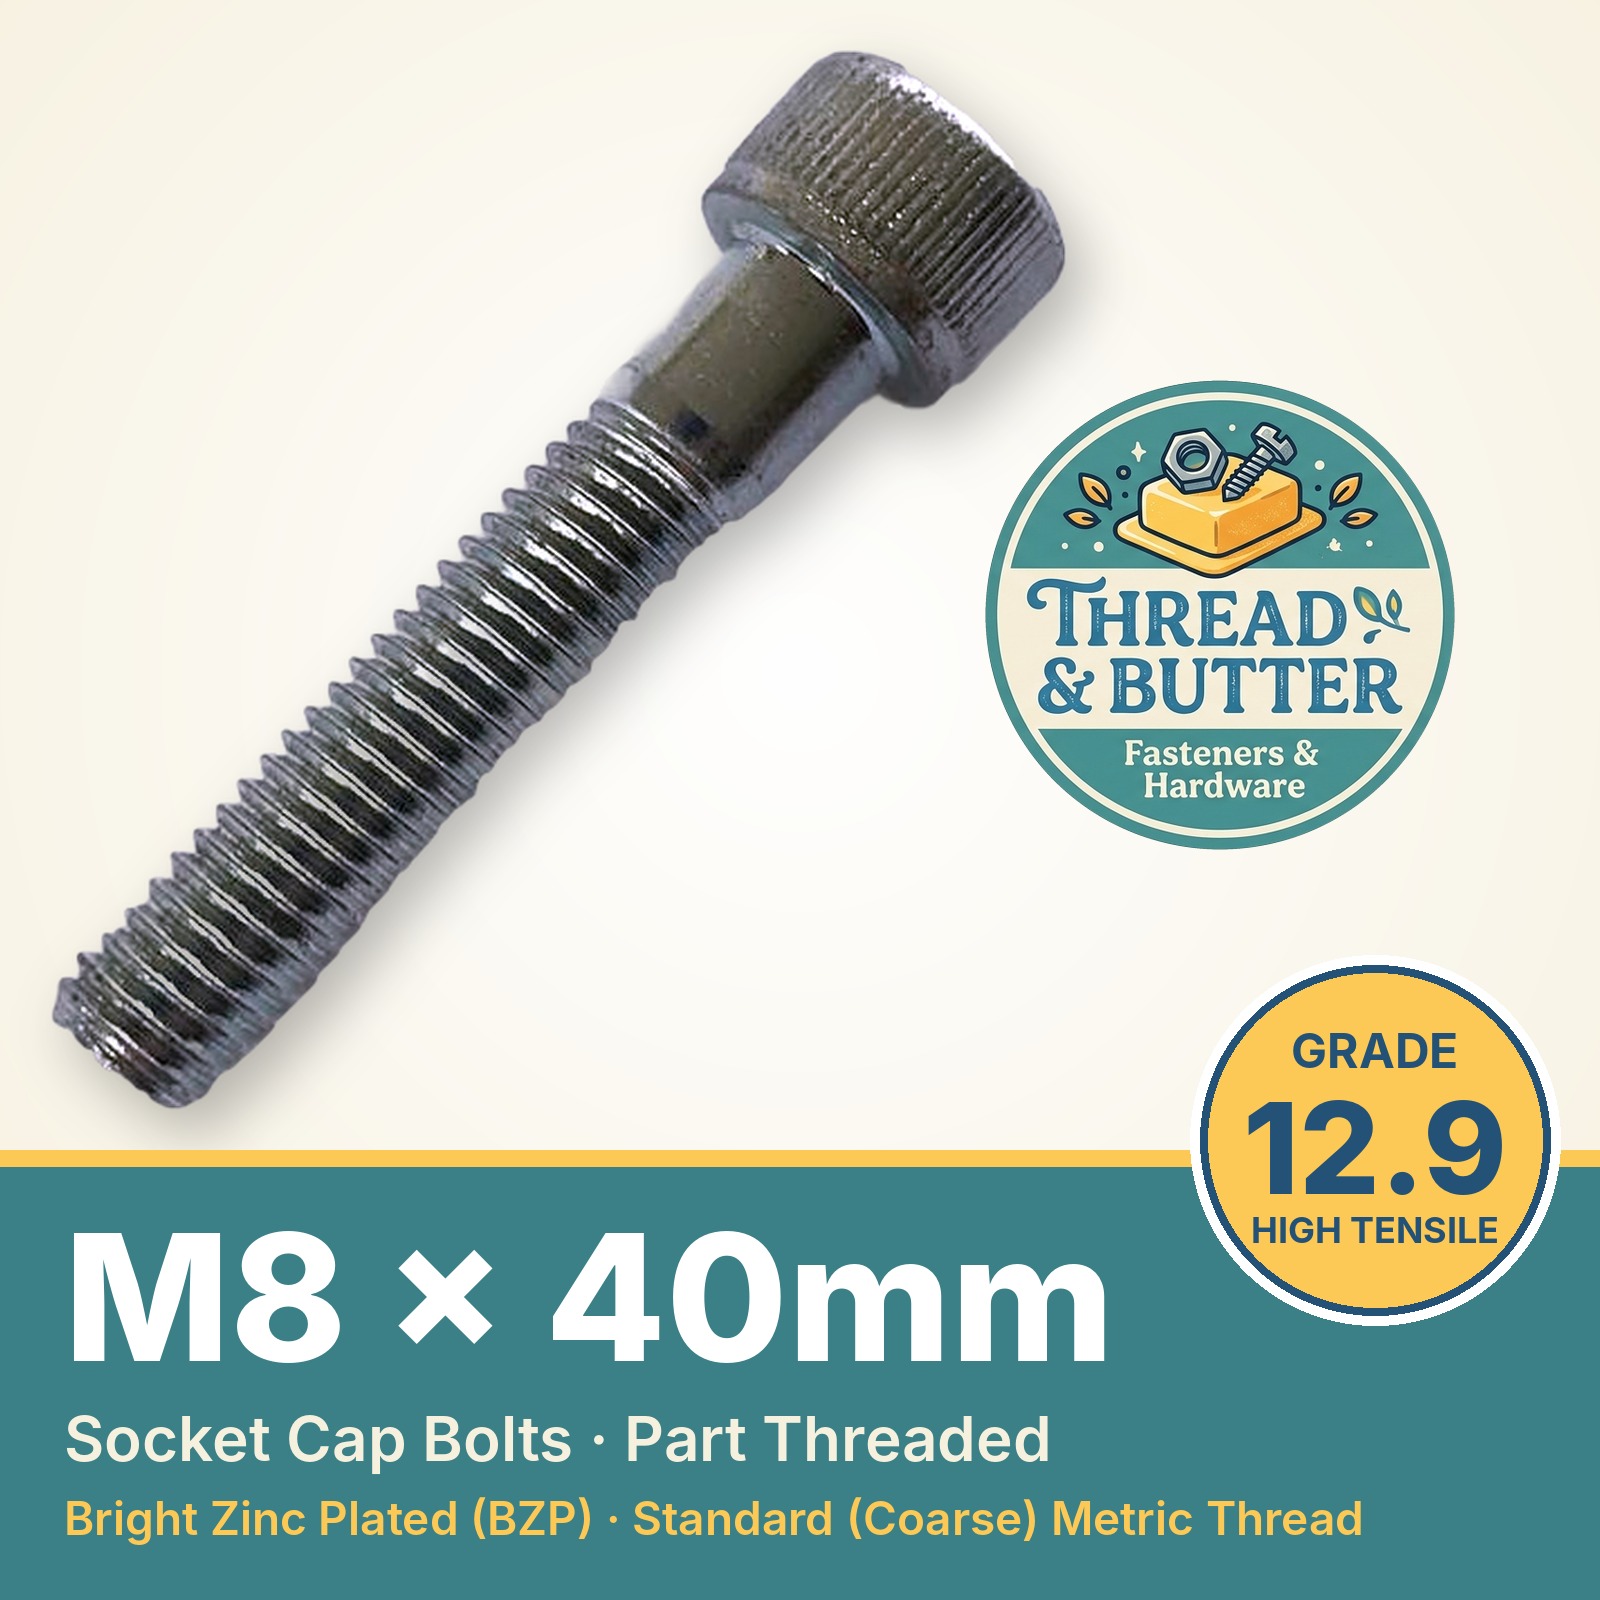 THREAD
& BUTTER
Fasteners &
Hardware
GRADE
12.9
HIGH TENSILE
M8 × 40mm
Socket Cap Bolts · Part Threaded
Bright Zinc Plated (BZP) · Standard (Coarse) Metric Thread